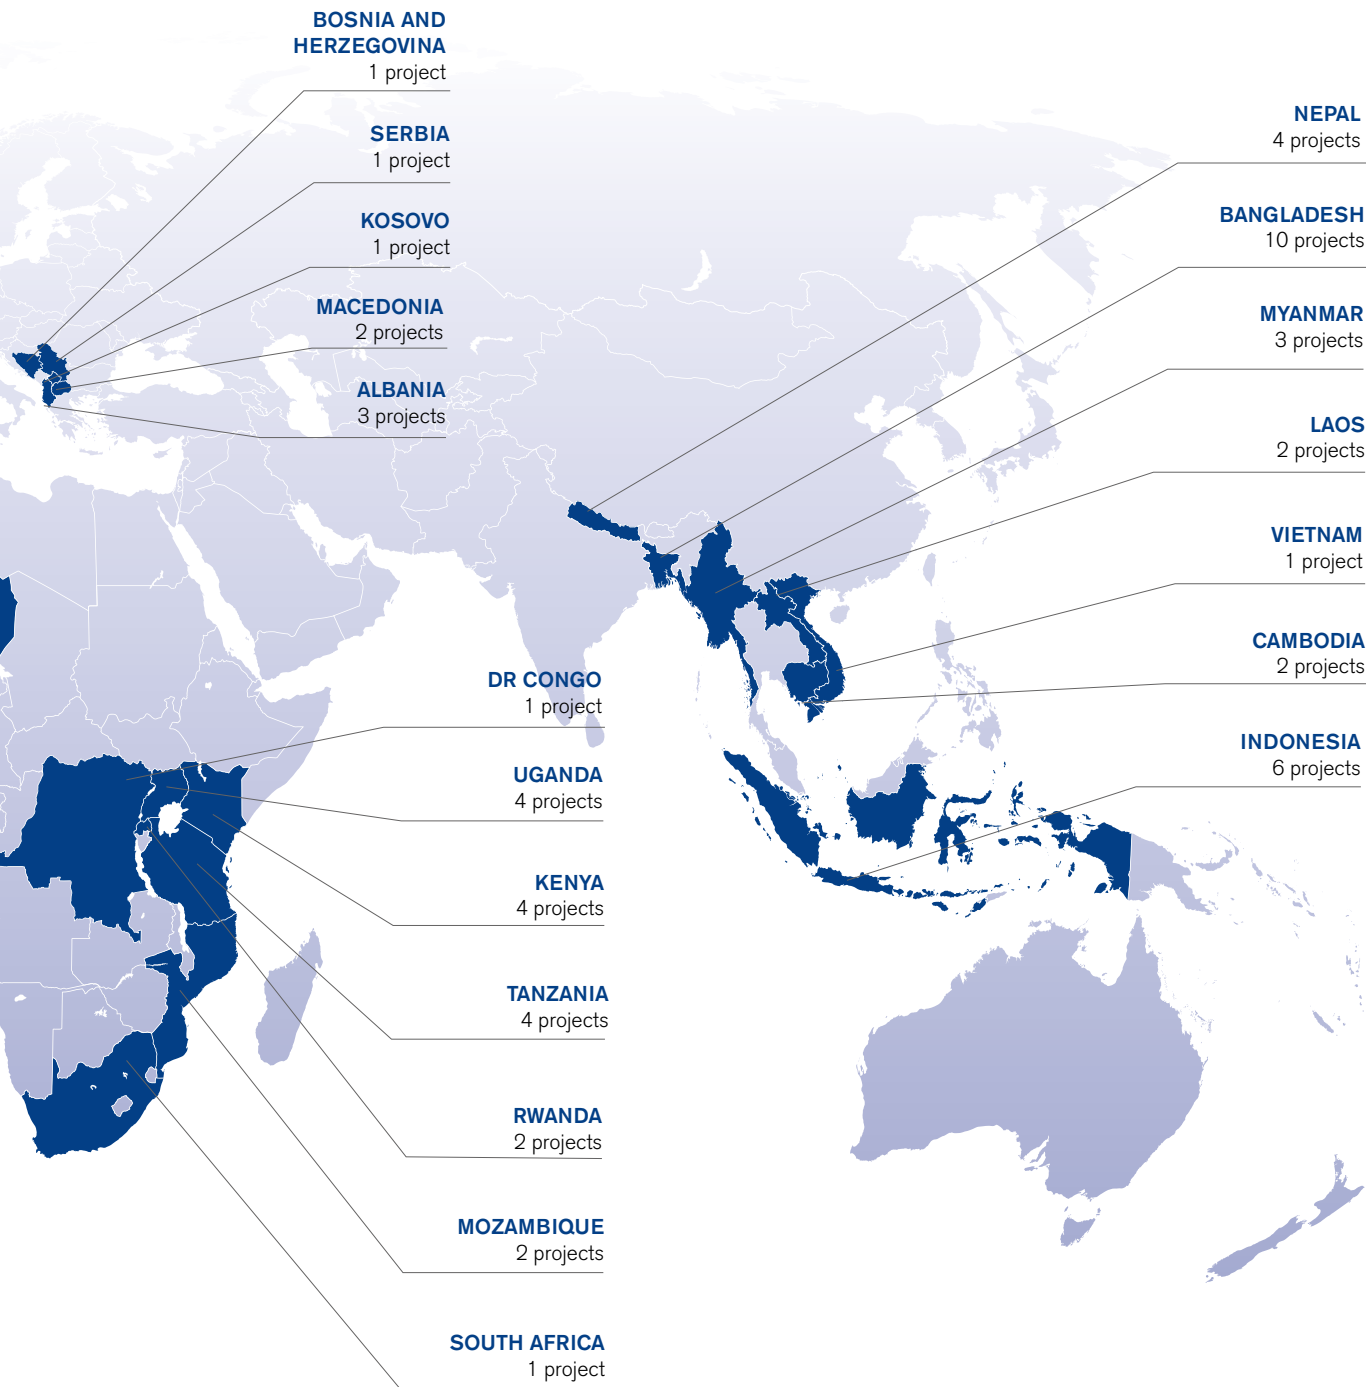 BOSNIA AND
HERZEGOVINA
1 project
SERBIA
1 project
KOSOVO
1 project
MACEDONIA
2 projects
ALBANIA
3 projects
NEPAL
4 projects
BANGLADESH
10 projects
MYANMAR
3 projects
LAOS
2 projects
VIETNAM
1 project
CAMBODIA
2 projects
INDONESIA
6 projects
DR CONGO
1 project
UGANDA
4 projects
KENYA
4 projects
TANZANIA
4 projects
RWANDA
2 projects
MOZAMBIQUE
2 projects
SOUTH AFRICA
1 project